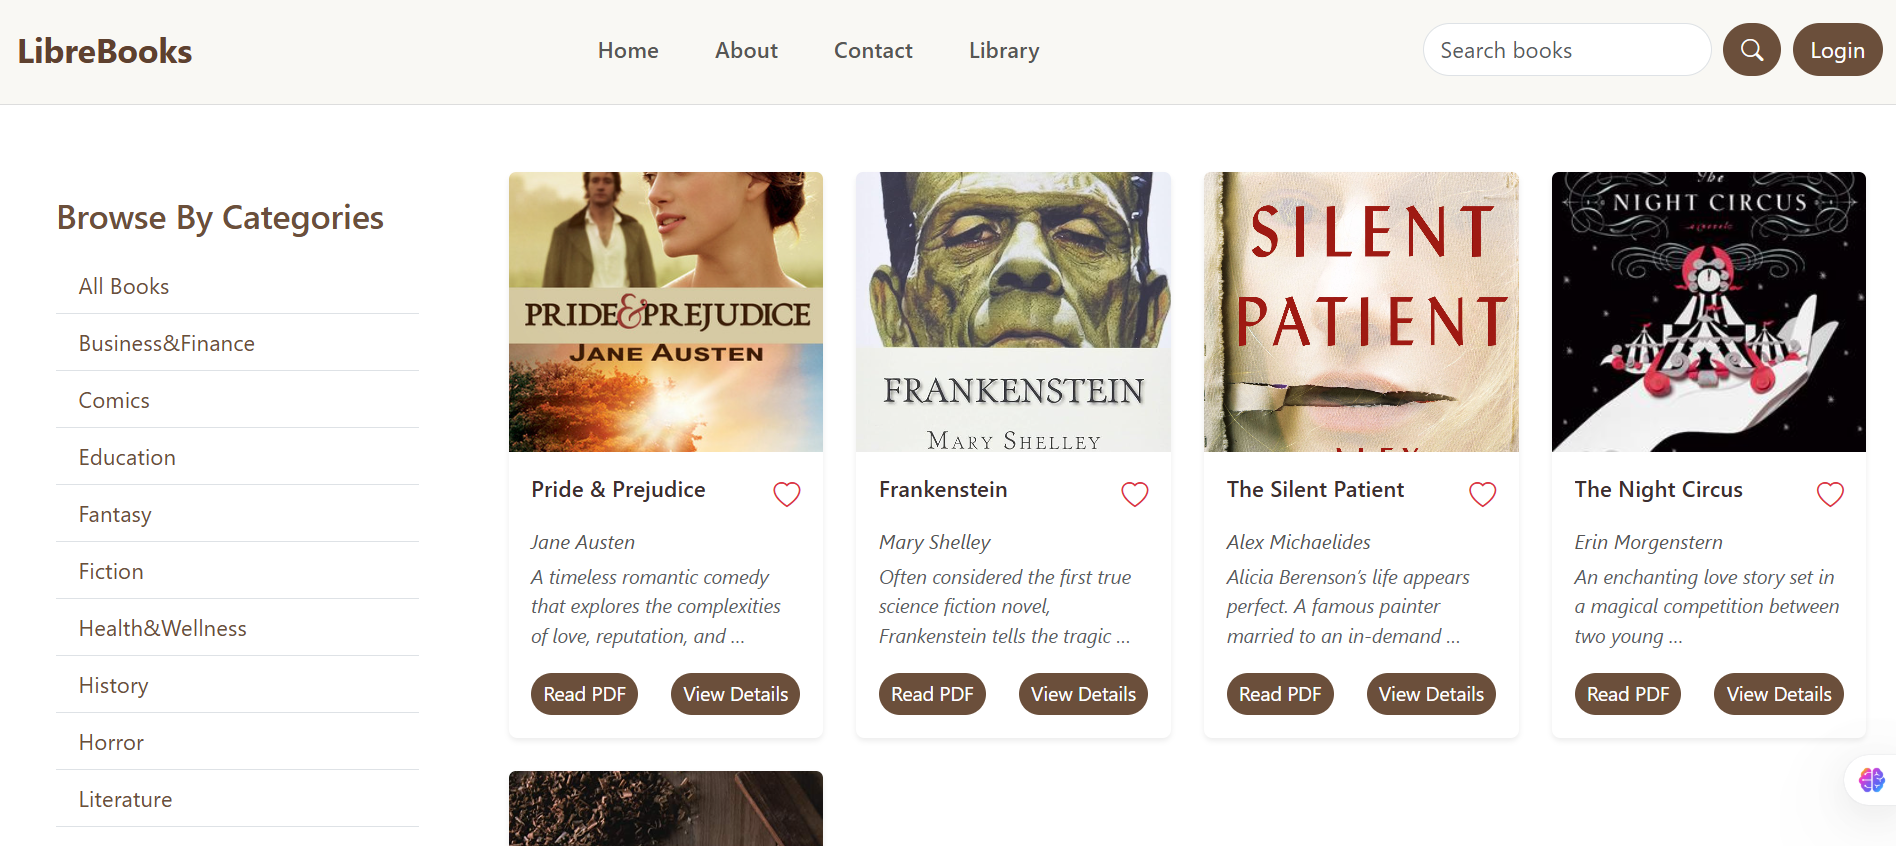 LibreBooks
Home
About
Contact
Library
Search books
Login
Browse By Categories
All Books
Business&Finance
Comics
Education
Fantasy
Fiction
Health&Wellness
History
Horror
Literature
PRIDE & PREJUDICE
JANE AUSTEN
Pride & Prejudice
Jane Austen
A timeless romantic comedy
that explores the complexities
of love, reputation, and ...
Read PDF
View Details
FRANKENSTEIN
MARY SHELLEY
Frankenstein
Mary Shelley
Often considered the first true
science fiction novel,
Frankenstein tells the tragic ...
Read PDF
View Details
SILENT
PATIENT
ALEX
The Silent Patient
Alex Michaelides
Alicia Berenson’s life appears
perfect. A famous painter
married to an in-demand ...
Read PDF
View Details
The
NIGHT CIRCUS
a novel
The Night Circus
Erin Morgenstern
An enchanting love story set in
a magical competition between
two young ...
Read PDF
View Details